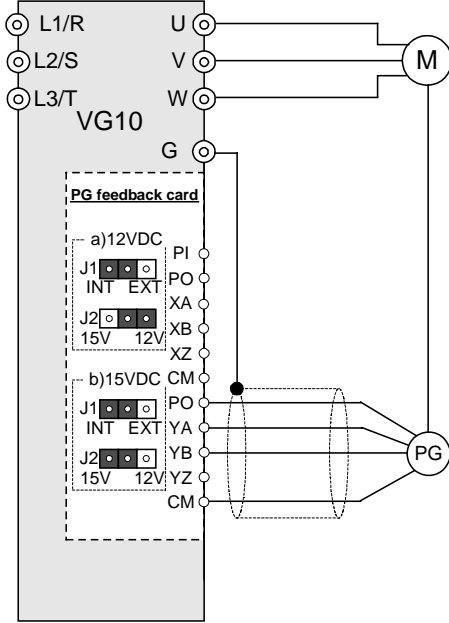 L1/R U
L2/S V M
L3/T W
VG10
G
PG feedback card
a)12VDC
PI
J1
INT EXT
PO
XA
J2
XB
15V 12V
XZ
CM
b)15VDC
PO
J1
INT EXT
YA
J2
YB PG
15V 12V
YZ
CM